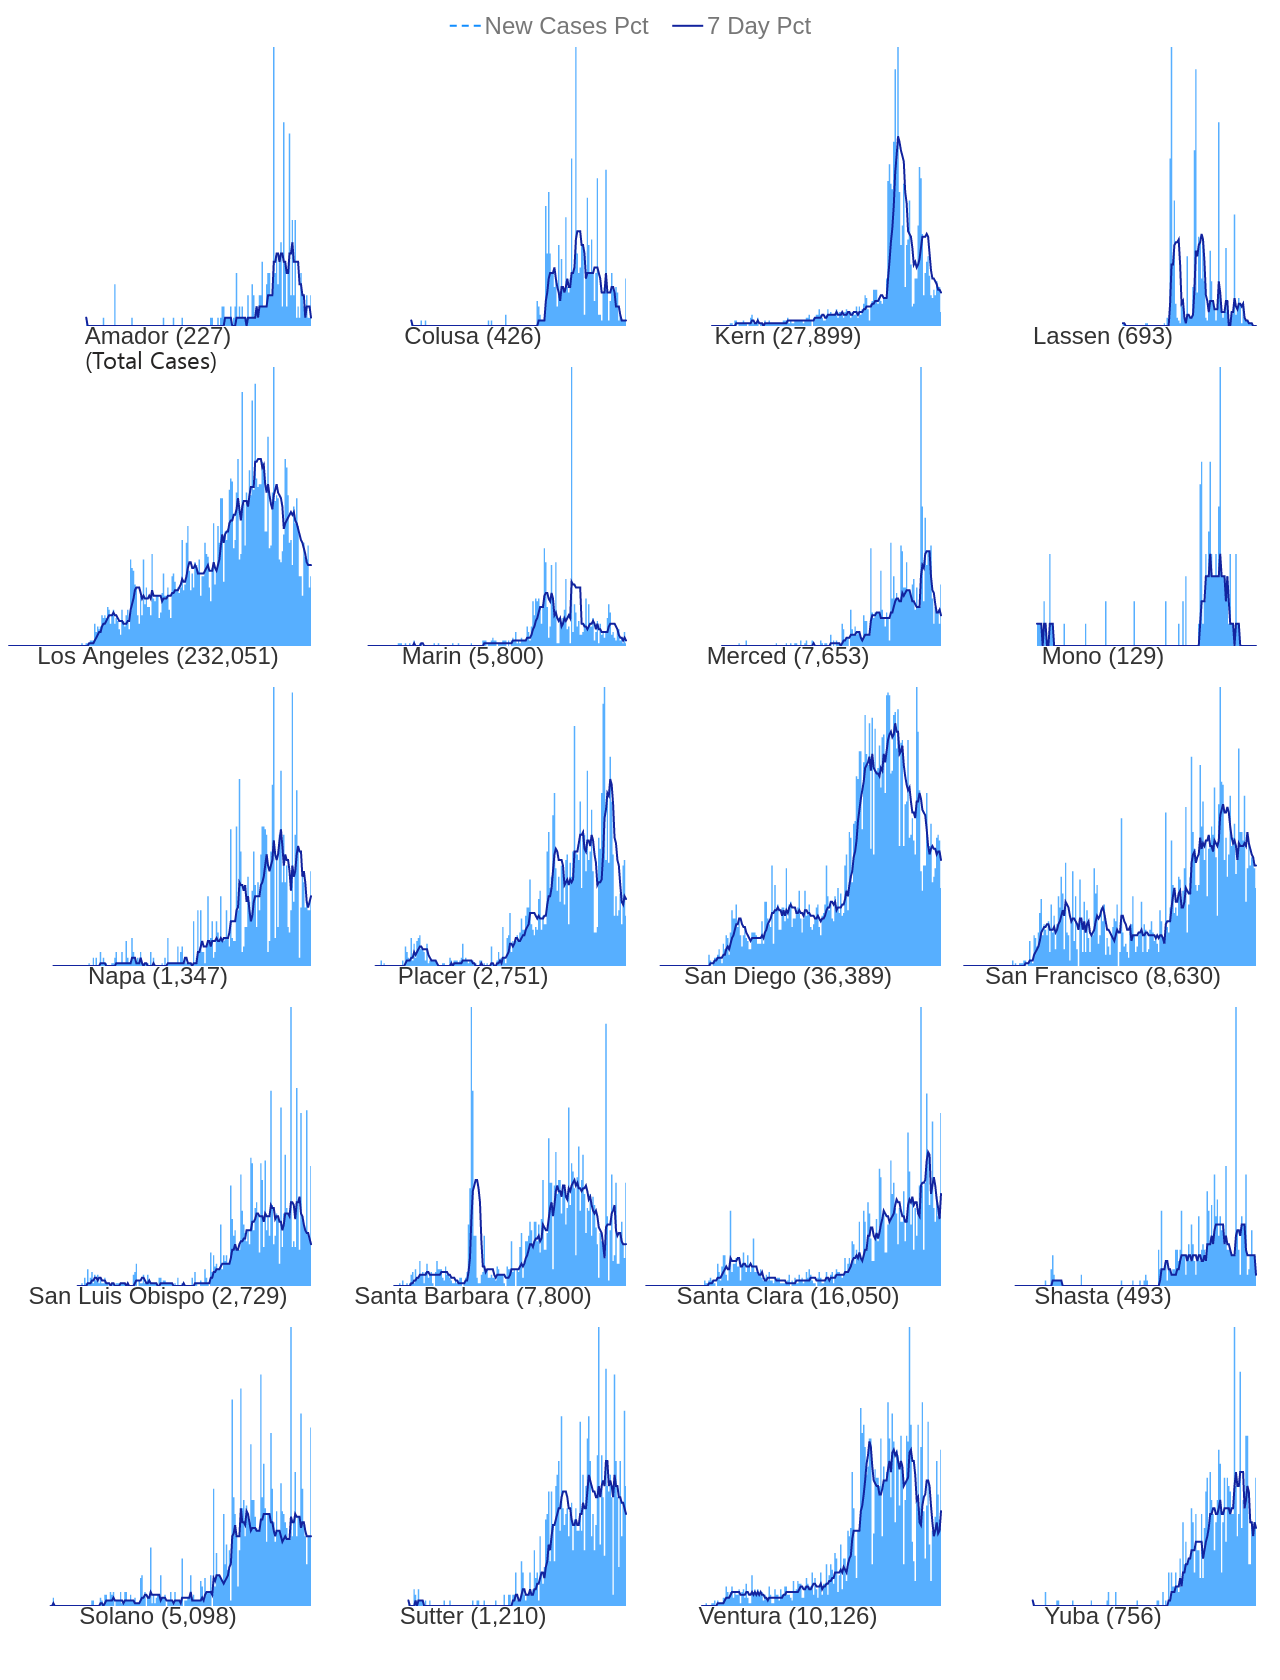 New Cases Pct 7 Day Pct
Amador (227) Colusa (426) Kern (27,899) Lassen (693)
(Total Cases)
Los Angeles (232,051) Marin (5,800) Merced (7,653) Mono (129)
Napa (1,347) Placer (2,751) San Diego (36,389) San Francisco (8,630)
San Luis Obispo (2,729) Santa Barbara (7,800) Santa Clara (16,050) Shasta (493)
Solano (5,098) Sutter (1,210) Ventura (10,126) Yuba (756)